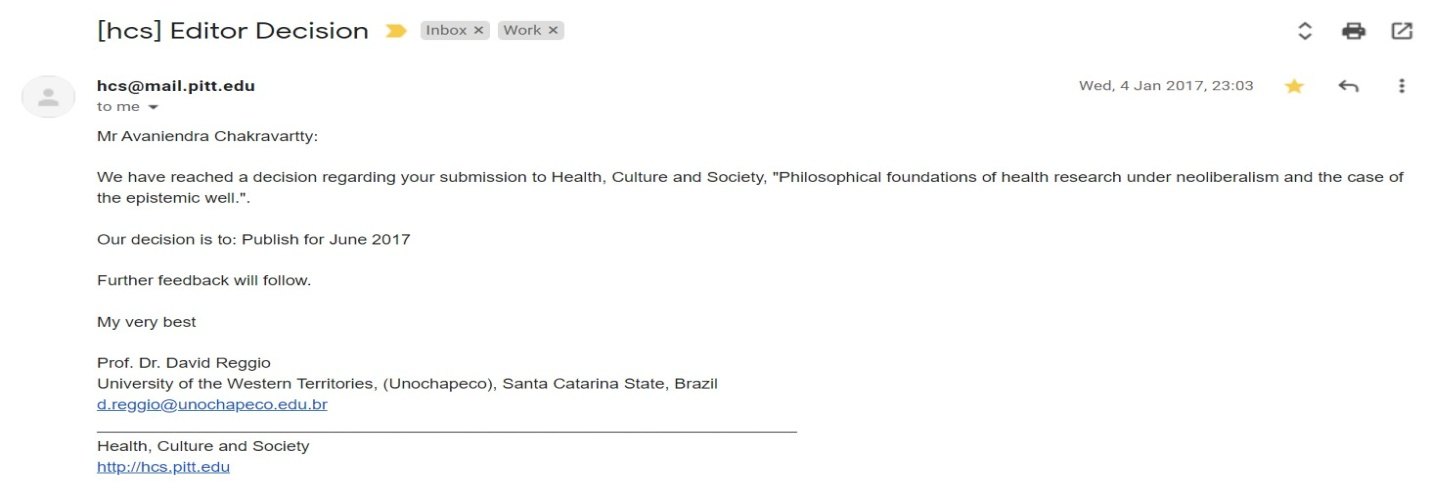 [hcs] Editor Decision Inbox × Work ×
hcs@mail.pitt.edu Wed, 4 Jan 2017, 23:03
to me
Mr Avaniendra Chakravartty:
We have reached a decision regarding your submission to Health, Culture and Society, "Philosophical foundations of health research under neoliberalism and the case of
the epistemic well.".
Our decision is to: Publish for June 2017
Further feedback will follow.
My very best
Prof. Dr. David Reggio
University of the Western Territories, (Unochapeco), Santa Catarina State, Brazil
d.reggio@unochapeco.edu.br
Health, Culture and Society
http://hcs.pitt.edu